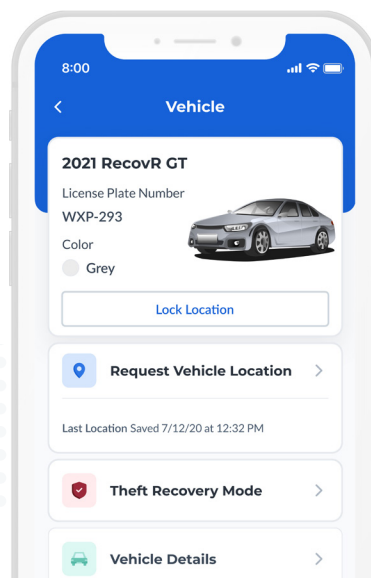 8:00
Vehicle
2021 RecovR GT
License Plate Number
WXP-293
Color
Grey
Lock Location
Request Vehicle Location
Last Location Saved 7/12/20 at 12:32 PM
Theft Recovery Mode
Vehicle Details